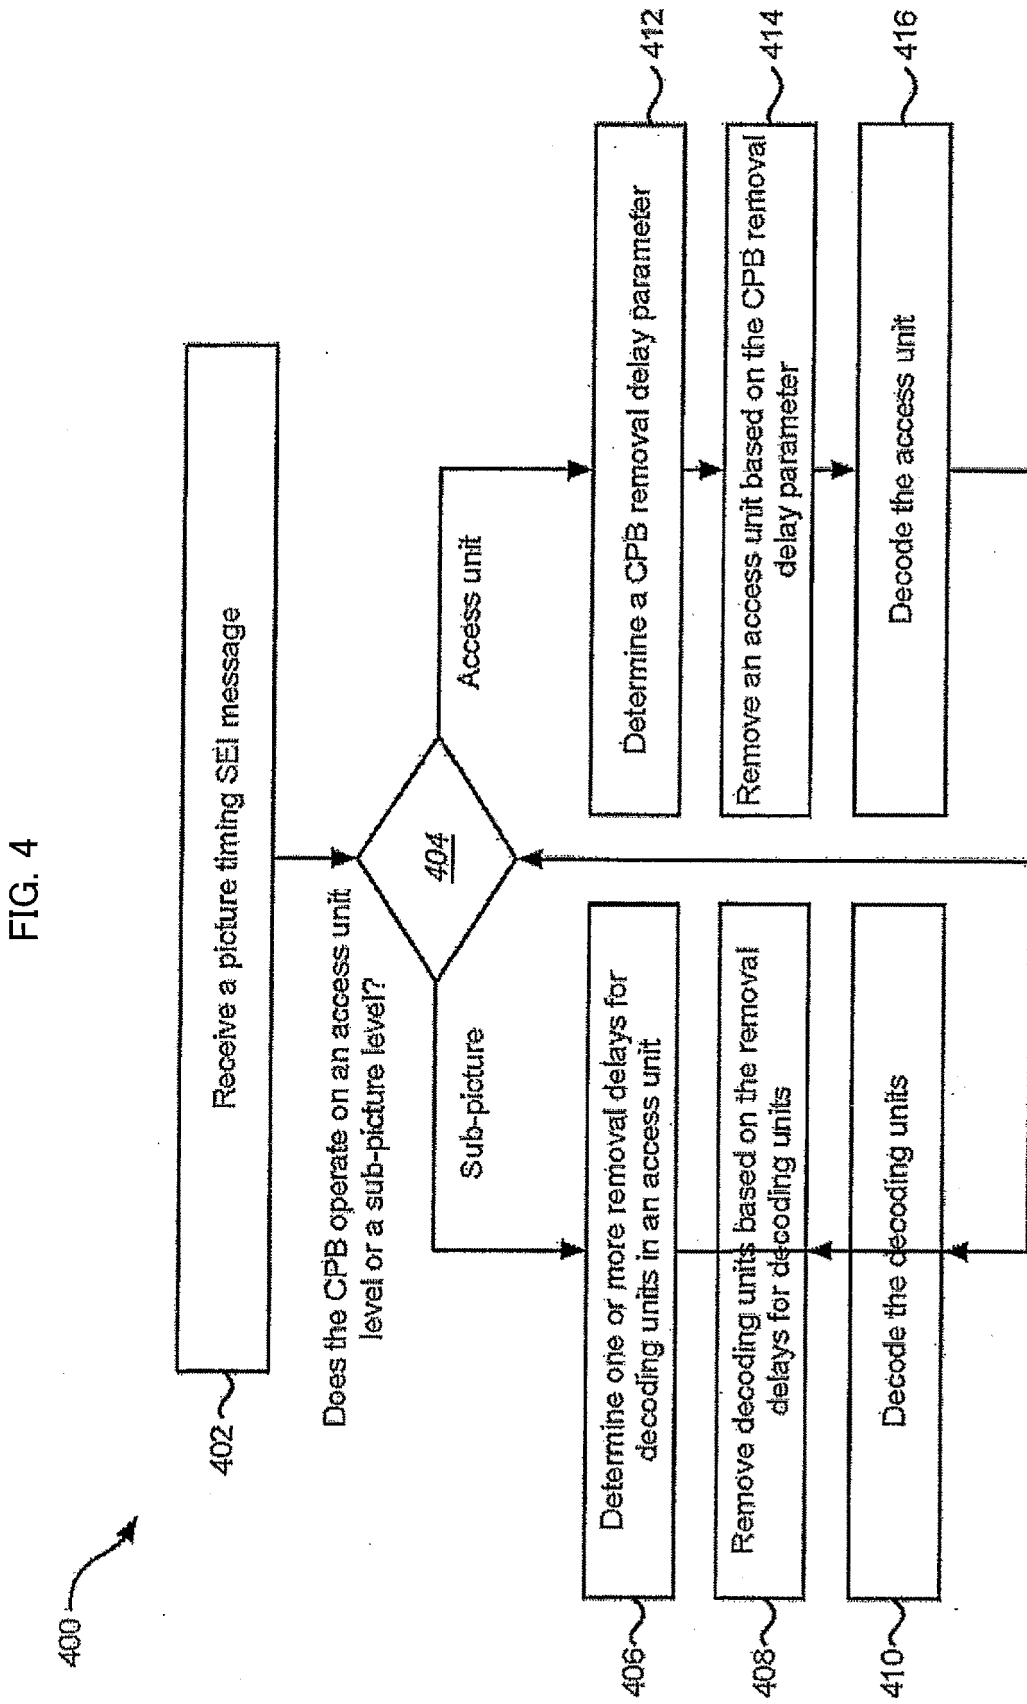 FIG. 4
400
402
Receive a picture timing SEI message
Does the CPB operate on an access unit
level or a sub-picture level?
404
Sub-picture
Access unit
406
Determine one or more removal delays for
decoding units in an access unit
408
Remove decoding units based on the removal
delays for decoding units
410
Decode the decoding units
412
Determine a CPB removal delay parameter
414
Remove an access unit based on the CPB removal
delay parameter
416
Decode the access unit